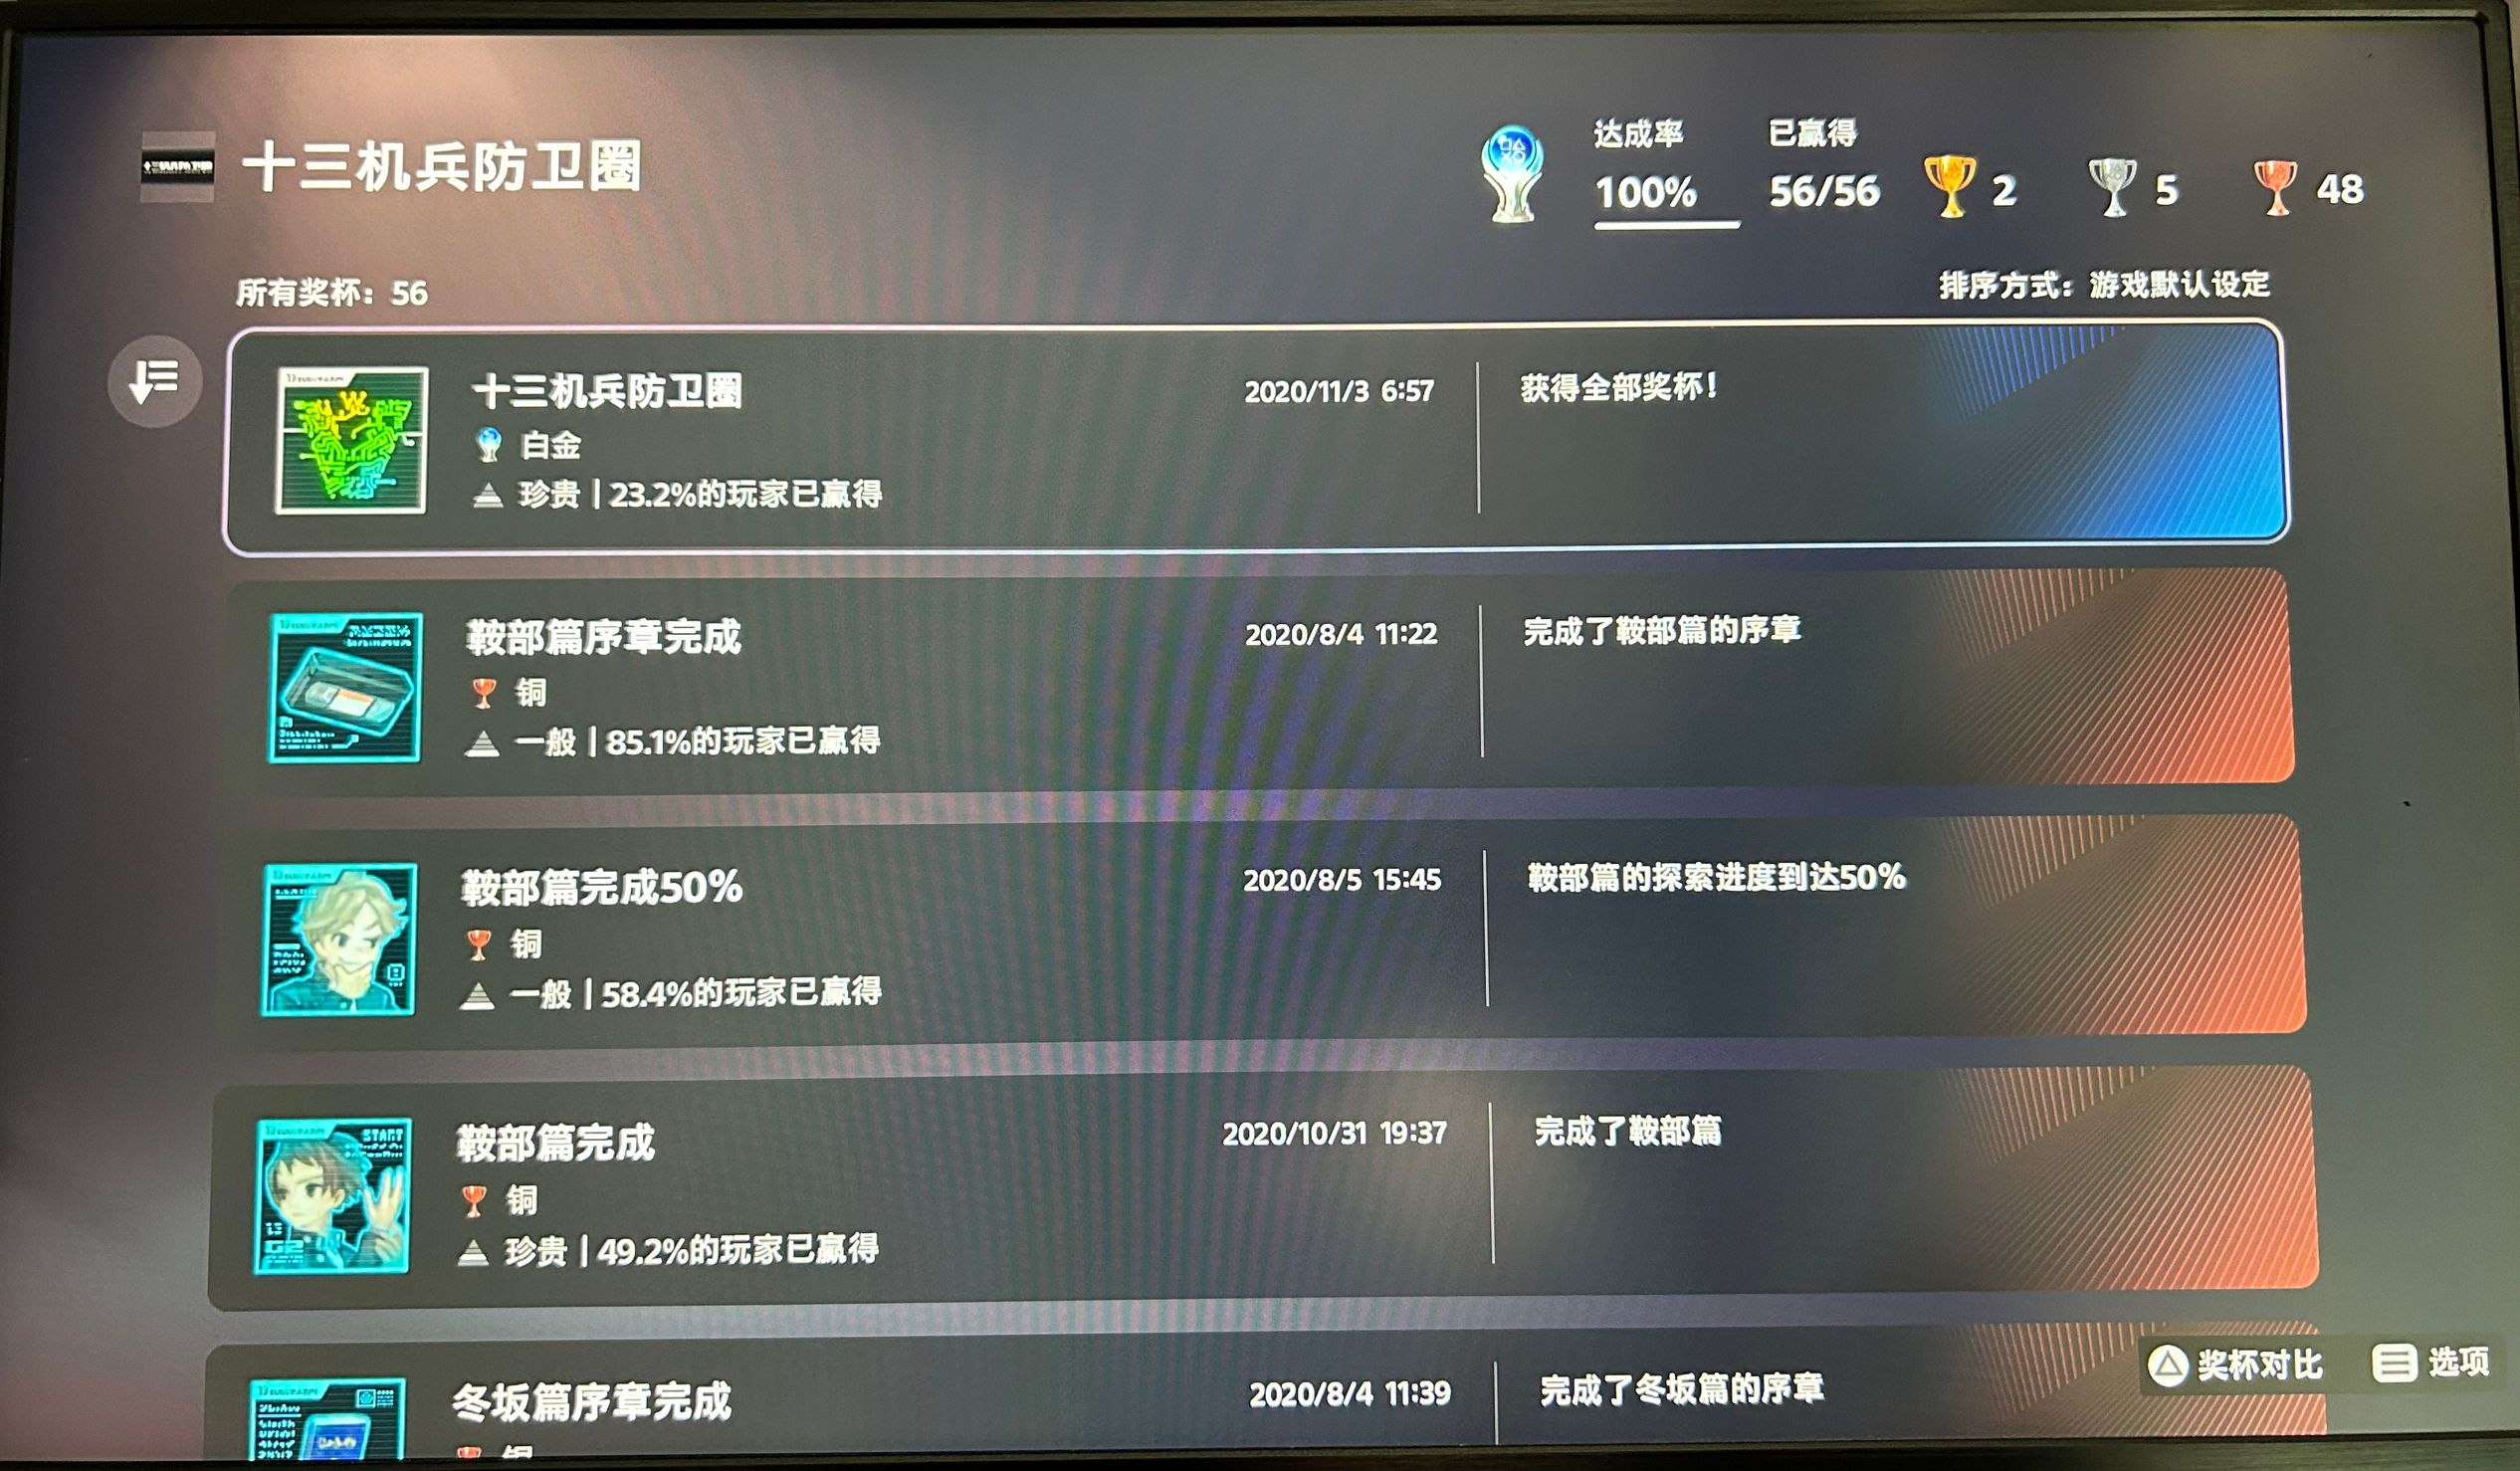 十三机兵防卫圈
达成率
100%
已赢得
56/56
2
5
48
所有奖杯：56
排序方式：游戏默认设定
十三机兵防卫圈
白金
珍贵 | 23.2%的玩家已赢得
2020/11/3 6:57
获得全部奖杯！
鞍部篇序章完成
铜
一般 | 85.1%的玩家已赢得
2020/8/4 11:22
完成了鞍部篇的序章
鞍部篇完成50%
铜
一般 | 58.4%的玩家已赢得
2020/8/5 15:45
鞍部篇的探索进度到达50%
START
鞍部篇完成
铜
珍贵 | 49.2%的玩家已赢得
2020/10/31 19:37
完成了鞍部篇
冬坂篇序章完成
铜
2020/8/4 11:39
完成了冬坂篇的序章
奖杯对比
选项